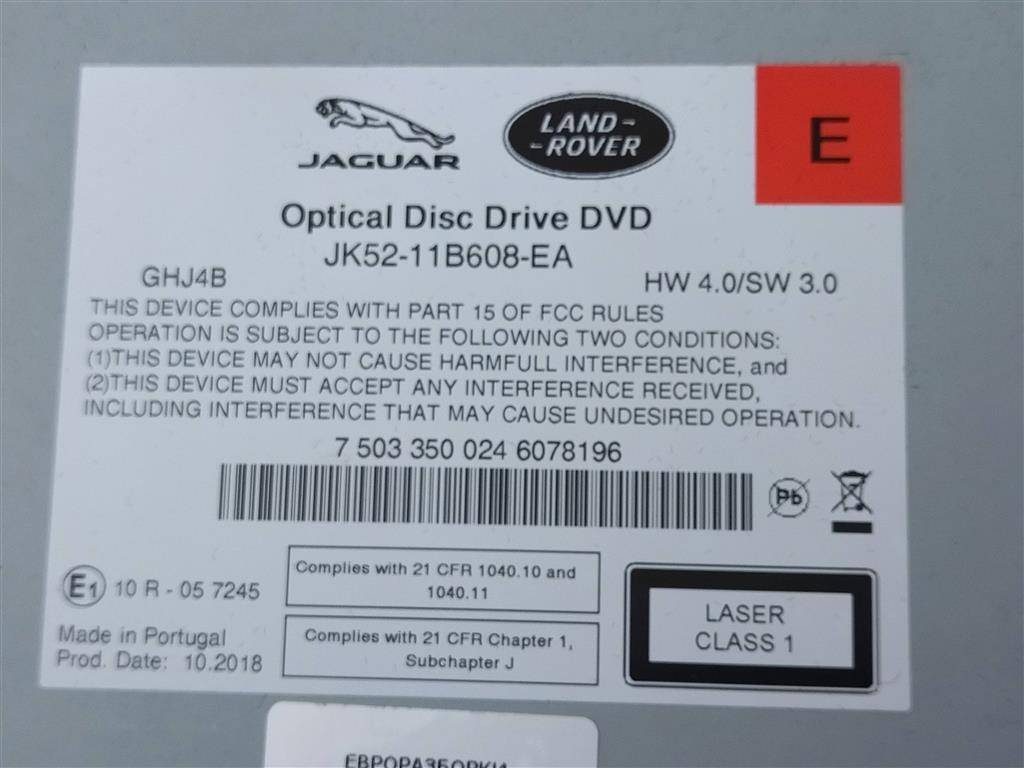 JAGUAR
LAND-
-ROVER
E
Optical Disc Drive DVD
JK52-11B608-EA
GHJ4B
HW 4.0/SW 3.0
THIS DEVICE COMPLIES WITH PART 15 OF FCC RULES
OPERATION IS SUBJECT TO THE FOLLOWING TWO CONDITIONS:
(1)THIS DEVICE MAY NOT CAUSE HARMFULL INTERFERENCE, and
(2)THIS DEVICE MUST ACCEPT ANY INTERFERENCE RECEIVED,
INCLUDING INTERFERENCE THAT MAY CAUSE UNDESIRED OPERATION.
7 503 350 024 6078196
Pb
E1 10 R - 05 7245
Made in Portugal
Prod. Date: 10.2018
Complies with 21 CFR 1040.10 and
1040.11
Complies with 21 CFR Chapter 1,
Subchapter J
LASER
CLASS 1
ЕВРОРАЗБОРКИ